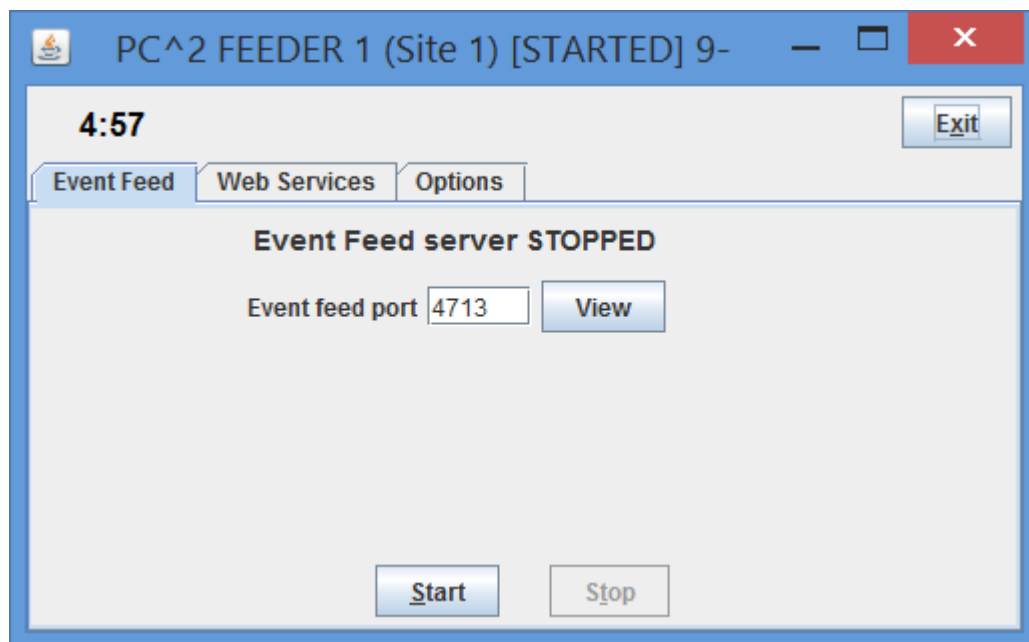 PC^2 FEEDER 1 (Site 1) [STARTED] 9-
4:57
Exit
Event Feed Web Services Options
Event Feed server STOPPED
Event feed port 4713 View
Start Stop